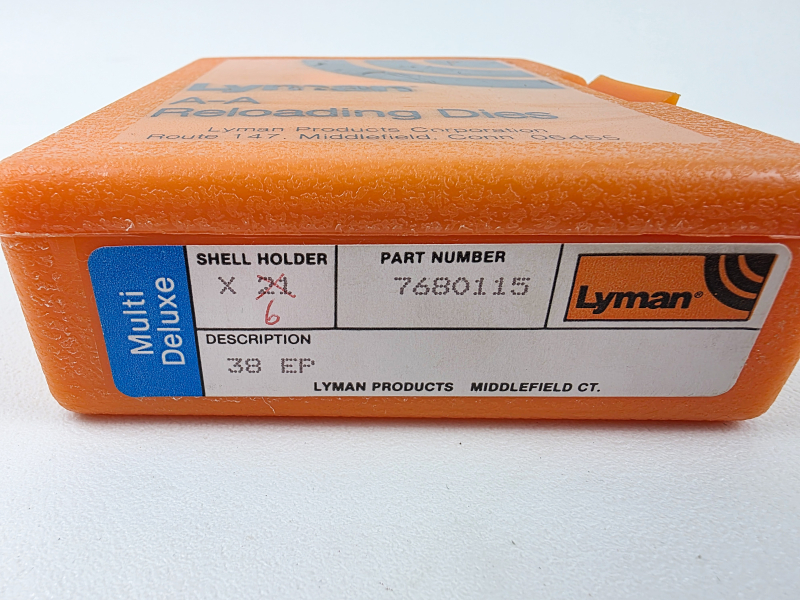 Lyman
A-A
Reloading Dies
Lyman Products Corporation
Route 147, Middlefield, Conn 06455
Multi
Deluxe
SHELL HOLDER
X 21
6
PART NUMBER
7680115
Lyman®
DESCRIPTION
38 EP
LYMAN PRODUCTS MIDDLEFIELD CT.